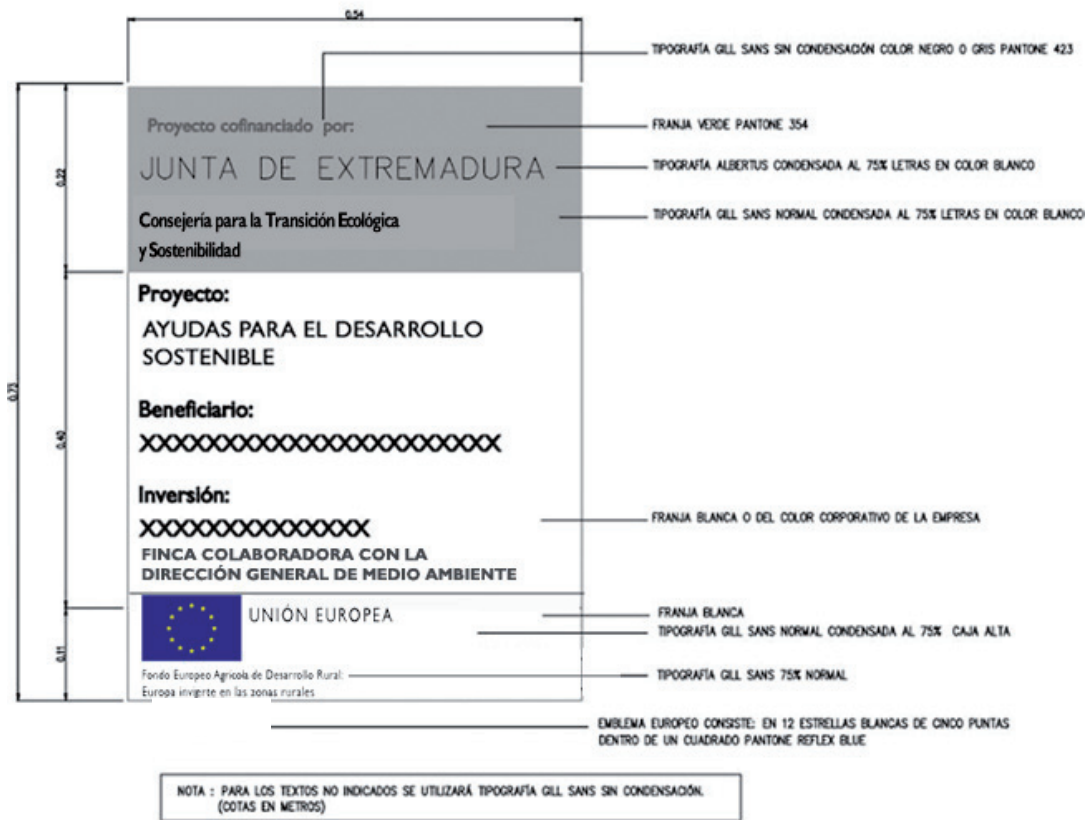 0.54
TIPOGRAFÍA GILL SANS SIN CONDENSACIÓN COLOR NEGRO O GRIS PANTONE 423
Proyecto cofinanciado por:
FRANJA VERDE PANTONE 354
JUNTA DE EXTREMADURA
TIPOGRAFÍA ALBERTUS CONDENSADA AL 75% LETRAS EN COLOR BLANCO
0.22
Consejería para la Transición Ecológica
y Sostenibilidad
TIPOGRAFÍA GILL SANS NORMAL CONDENSADA AL 75% LETRAS EN COLOR BLANCO
Proyecto:
AYUDAS PARA EL DESARROLLO
SOSTENIBLE
0.73
0.40
Beneficiario:
XXXXXXXXXXXXXXXXXXXXXXXX
Inversión:
XXXXXXXXXXXXXXX
FRANJA BLANCA O DEL COLOR CORPORATIVO DE LA EMPRESA
FINCA COLABORADORA CON LA
DIRECCIÓN GENERAL DE MEDIO AMBIENTE
UNIÓN EUROPEA
FRANJA BLANCA
TIPOGRAFÍA GILL SANS NORMAL CONDENSADA AL 75% CAJA ALTA
0.11
Fondo Europeo Agrícola de Desarrollo Rural:
Europa invierte en las zonas rurales
TIPOGRAFÍA GILL SANS 75% NORMAL
EMBLEMA EUROPEO CONSISTE: EN 12 ESTRELLAS BLANCAS DE CINCO PUNTAS
DENTRO DE UN CUADRADO PANTONE REFLEX BLUE
NOTA : PARA LOS TEXTOS NO INDICADOS SE UTILIZARÁ TIPOGRAFÍA GILL SANS SIN CONDENSACIÓN.
(COTAS EN METROS)